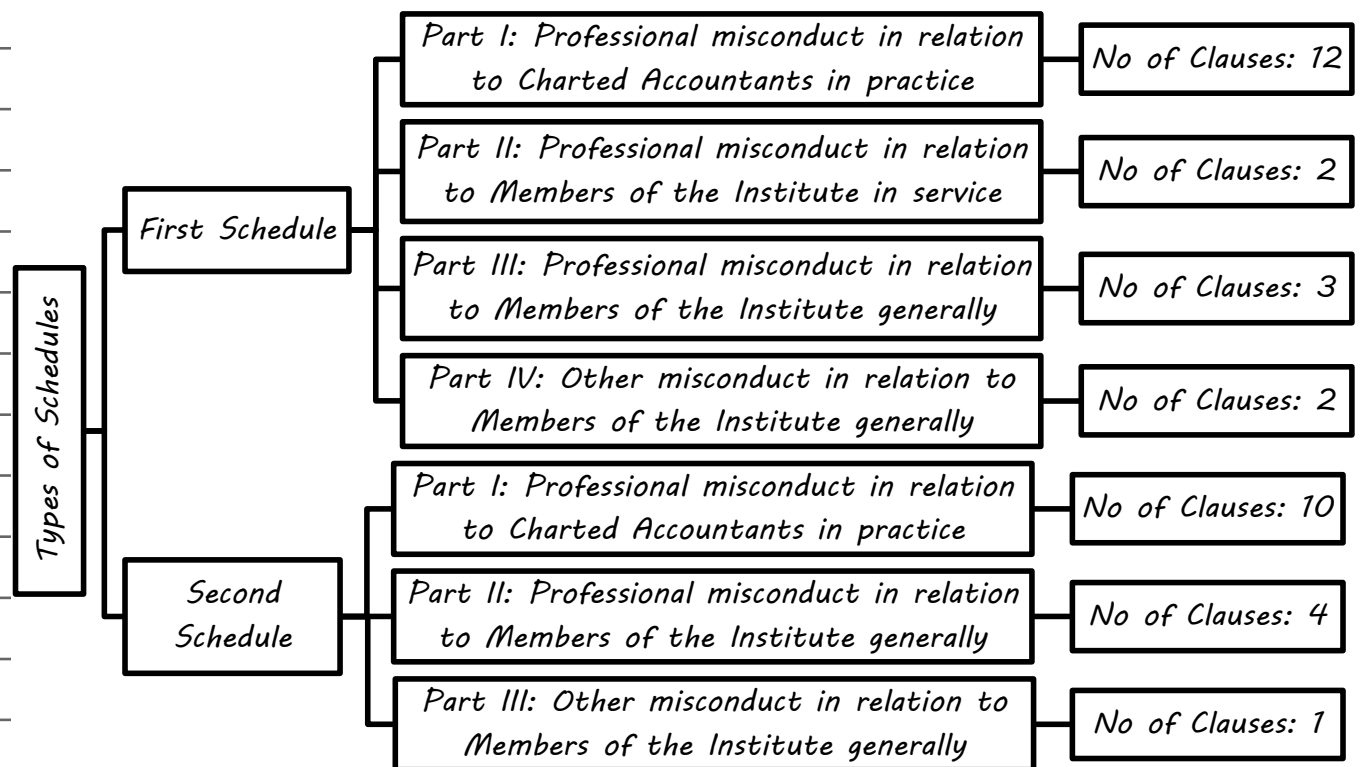 Types of Schedules
First Schedule
Part I: Professional misconduct in relation
to Charted Accountants in practice
No of Clauses: 12
Part II: Professional misconduct in relation
to Members of the Institute in service
No of Clauses: 2
Part III: Professional misconduct in relation
to Members of the Institute generally
No of Clauses: 3
Part IV: Other misconduct in relation to
Members of the Institute generally
No of Clauses: 2
Second
Schedule
Part I: Professional misconduct in relation
to Charted Accountants in practice
No of Clauses: 10
Part II: Professional misconduct in relation
to Members of the Institute generally
No of Clauses: 4
Part III: Other misconduct in relation to
Members of the Institute generally
No of Clauses: 1